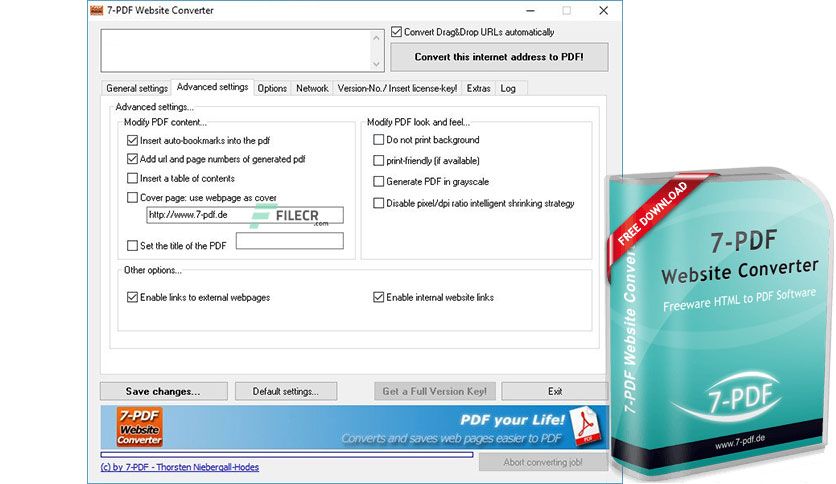 7-PDF Website Converter
Convert Drag&Drop URLs automatically
Convert this internet address to PDF!
General settings Advanced settings Options Network Version-No./ Insert license-key! Extras Log
Advanced settings...
Modify PDF content...
Insert auto-bookmarks into the pdf
Add url and page numbers of generated pdf
Insert a table of contents
Cover page: use webpage as cover
http://www.7-pdf.de
FILECR
.com
Set the title of the PDF
Modify PDF look and feel...
Do not print background
print-friendly (if available)
Generate PDF in grayscale
Disable pixel/dpi ratio intelligent shrinking strategy
Other options...
Enable links to external webpages
Enable internal website links
Save changes... Default settings... Get a Full Version Key! Exit
7-PDF
Website
Converter
PDF your Life!
Converts and saves web pages easier to PDF
PDF
(c) by 7-PDF - Thorsten Niebergall-Hodes
Abort converting job!
FREE DOWNLOAD
7-PDF Website Convert
7-PDF
Website Converter
Freeware HTML to PDF Software
7-PDF
www.7-pdf.de